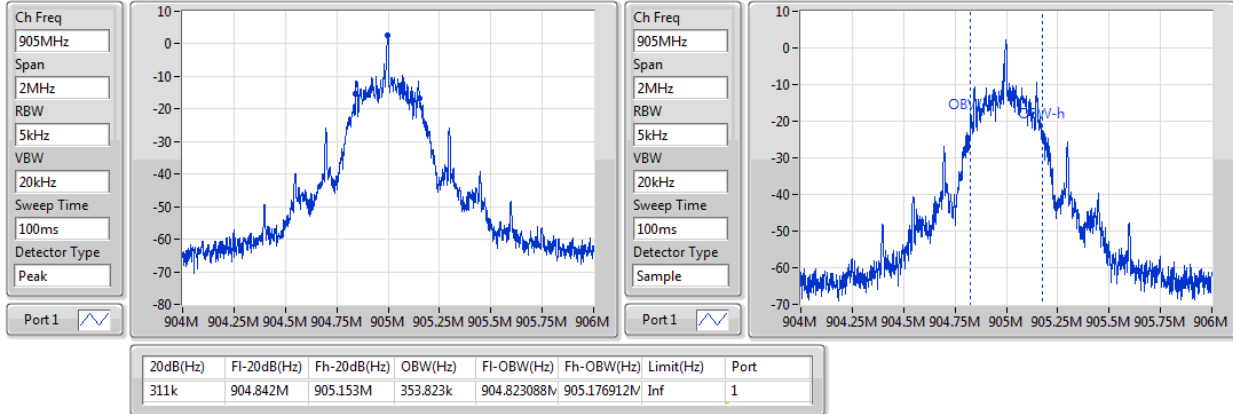 Ch Freq
905MHz
Span
2MHz
RBW
5kHz
VBW
20kHz
Sweep Time
100ms
Detector Type
Peak
Port 1
10
0
-10
-20
-30
-40
-50
-60
-70
-80
904M 904.25M 904.5M 904.75M 905M 905.25M 905.5M 905.75M 906M
Ch Freq
905MHz
Span
2MHz
RBW
5kHz
VBW
20kHz
Sweep Time
100ms
Detector Type
Sample
Port 1
10
0
-10
-20
-30
-40
-50
-60
-70
OBW-h
904M 904.25M 904.5M 904.75M 905M 905.25M 905.5M 905.75M 906M
20dB(Hz) Fl-20dB(Hz) Fh-20dB(Hz) OBW(Hz) Fl-OBW(Hz) Fh-OBW(Hz) Limit(Hz) Port
311k 904.842M 905.153M 353.823k 904.823088M 905.176912M Inf 1